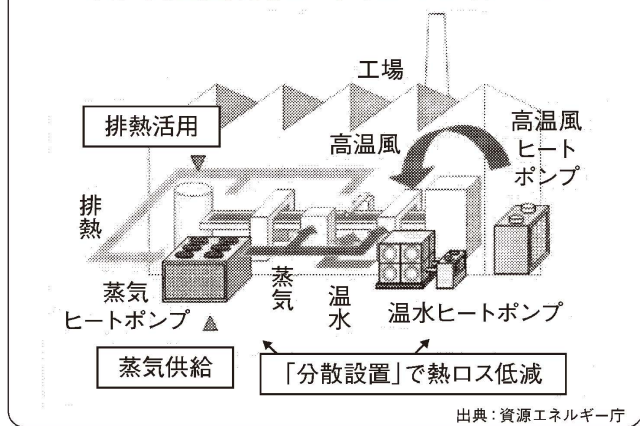 工場
排熱活用
高温風
高温風
ヒート
ポンプ
排熱
蒸気
ヒートポンプ
蒸気
温水
温水ヒートポンプ
蒸気供給
「分散設置」で熱ロス低減
出典：資源エネルギー庁